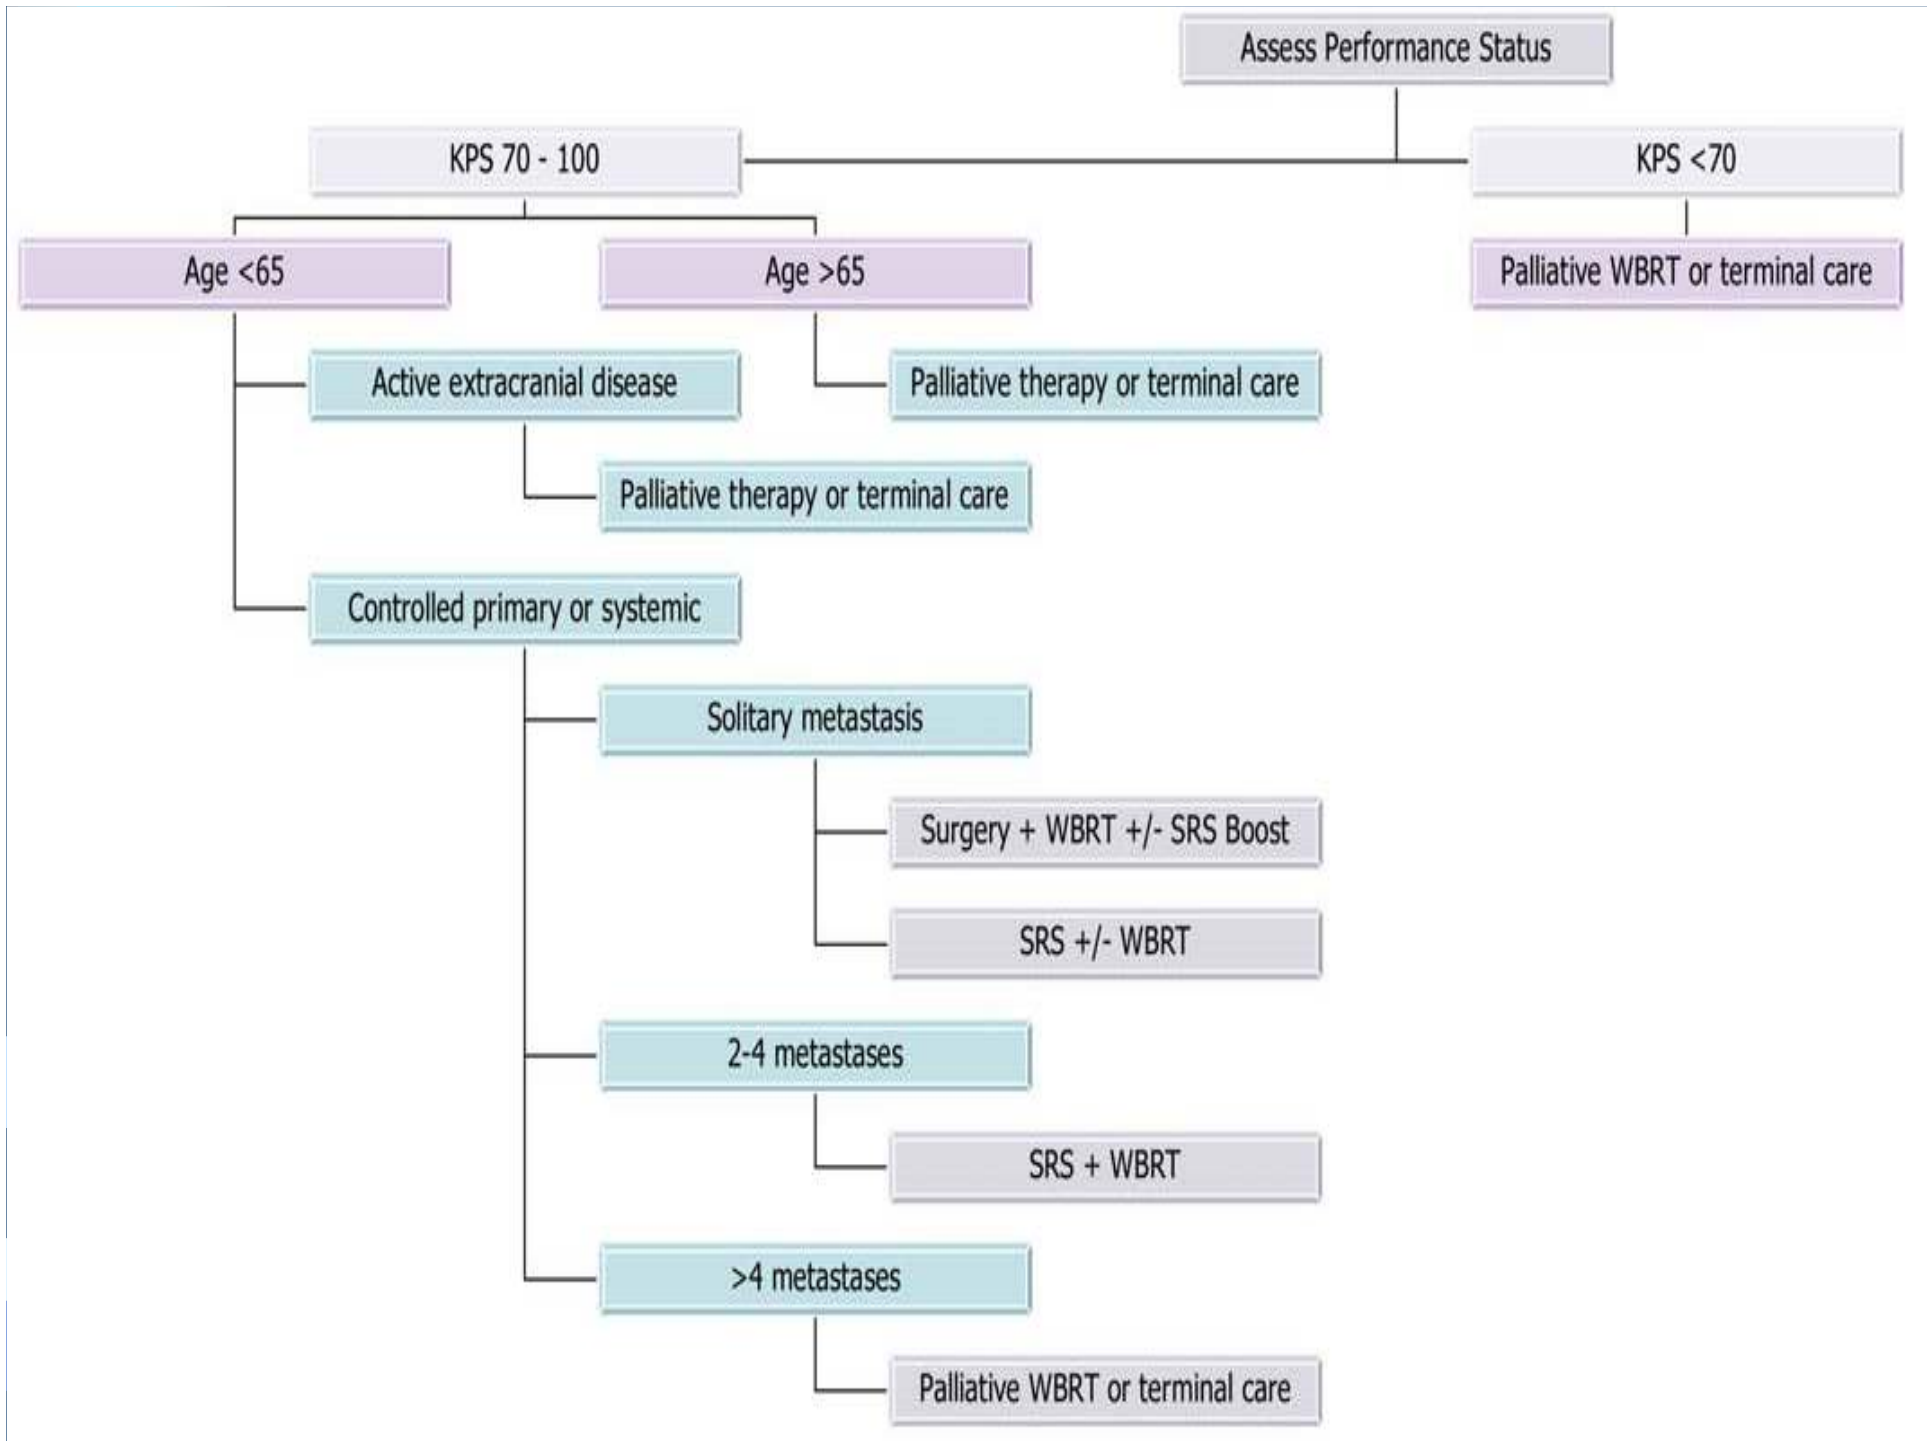 Assess Performance Status
KPS 70 - 100
KPS <70
Age <65
Age >65
Palliative WBRT or terminal care
Active extracranial disease
Palliative therapy or terminal care
Palliative therapy or terminal care
Controlled primary or systemic
Solitary metastasis
Surgery + WBRT +/- SRS Boost
SRS +/- WBRT
2-4 metastases
SRS + WBRT
>4 metastases
Palliative WBRT or terminal care